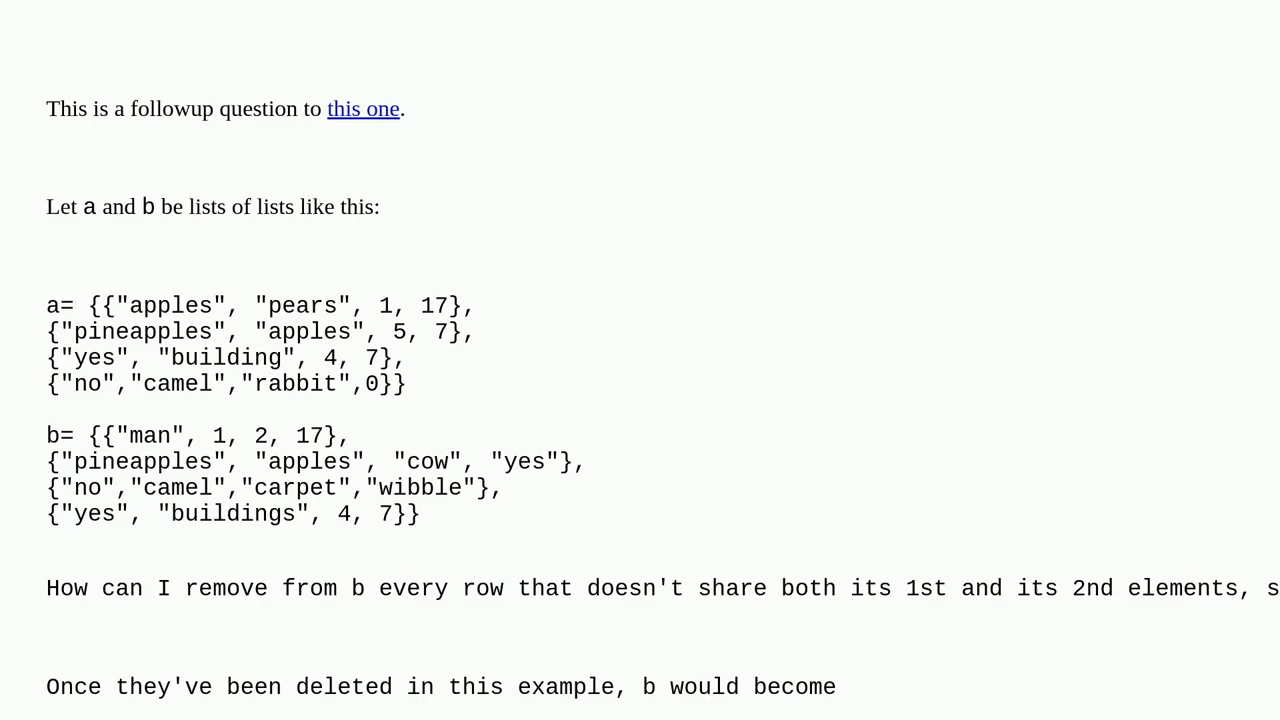 This is a followup question to this one.
Let a and b be lists of lists like this:
a= {{"apples", "pears", 1, 17},
{"pineapples", "apples", 5, 7},
{"yes", "building", 4, 7},
{"no","camel","rabbit",0}}
b= {{"man", 1, 2, 17},
{"pineapples", "apples", "cow", "yes"},
{"no","camel","carpet","wibble"},
{"yes", "buildings", 4, 7}}
How can I remove from b every row that doesn't share both its 1st and its 2nd elements,
Once they've been deleted in this example, b would become